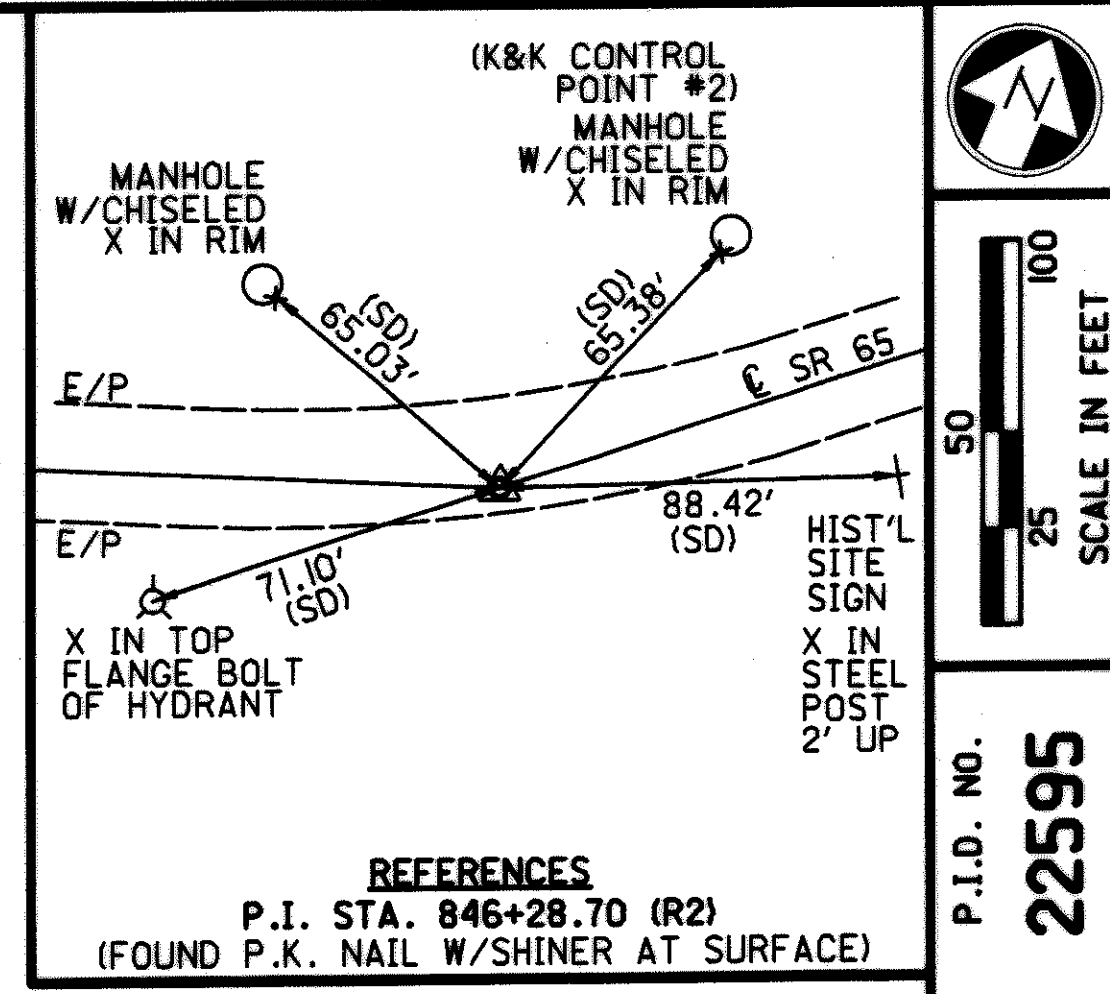 (K&K CONTROL
POINT #2)
MANHOLE
W/CHISELED
X IN RIM
MANHOLE
W/CHISELED
X IN RIM
(SD)
65.03'
(SD)
65.38'
E/P
℄ SR 65
E/P
88.42'
(SD)
71.10'
(SD)
HIST'L
SITE
SIGN
X IN
STEEL
POST
2' UP
X IN TOP
FLANGE BOLT
OF HYDRANT
REFERENCES
P.I. STA. 846+28.70 (R2)
(FOUND P.K. NAIL W/SHINER AT SURFACE)
N
100
50
25
SCALE IN FEET
P.I.D. NO.
22595